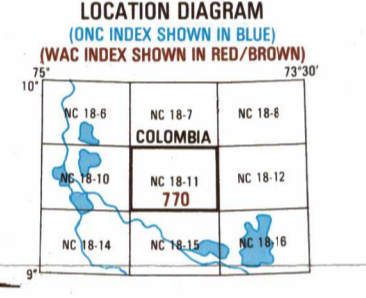 LOCATION DIAGRAM
(ONC INDEX SHOWN IN BLUE)
(WAC INDEX SHOWN IN RED/BROWN)
75° 73°30'
10°
NC 18-6 NC 18-7 NC 18-8
COLOMBIA
NC 18-10 NC 18-11 NC 18-12
770
NC 18-14 NC 18-15 NC 18-16
9°